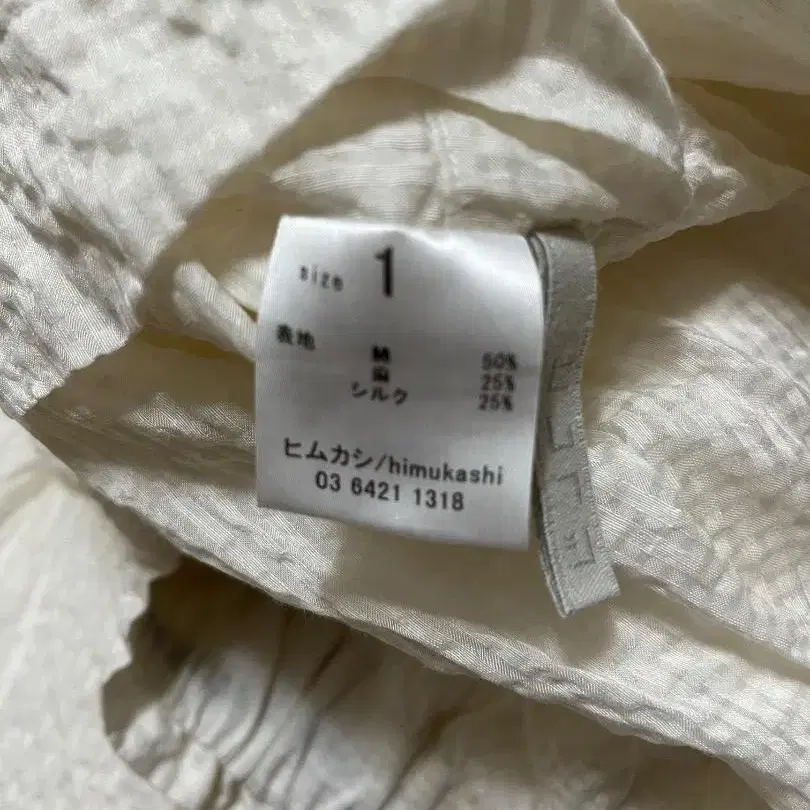 size 1
表地
綿 50%
麻 25%
シルク 25%
ヒムカシ/himukashi
03 6421 1318